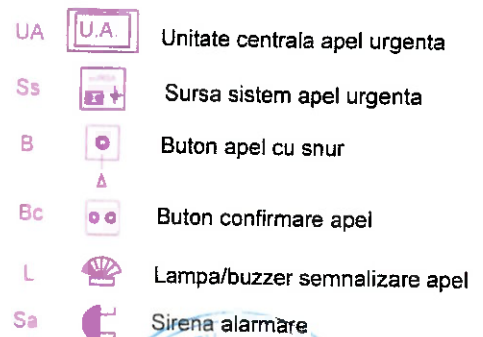 UA U.A. Unitate centrala apel urgenta
Ss Sursa sistem apel urgenta
B Buton apel cu snur
Bc Buton confirmare apel
L Lampa/buzzer semnalizare apel
Sa Sirena alarmare